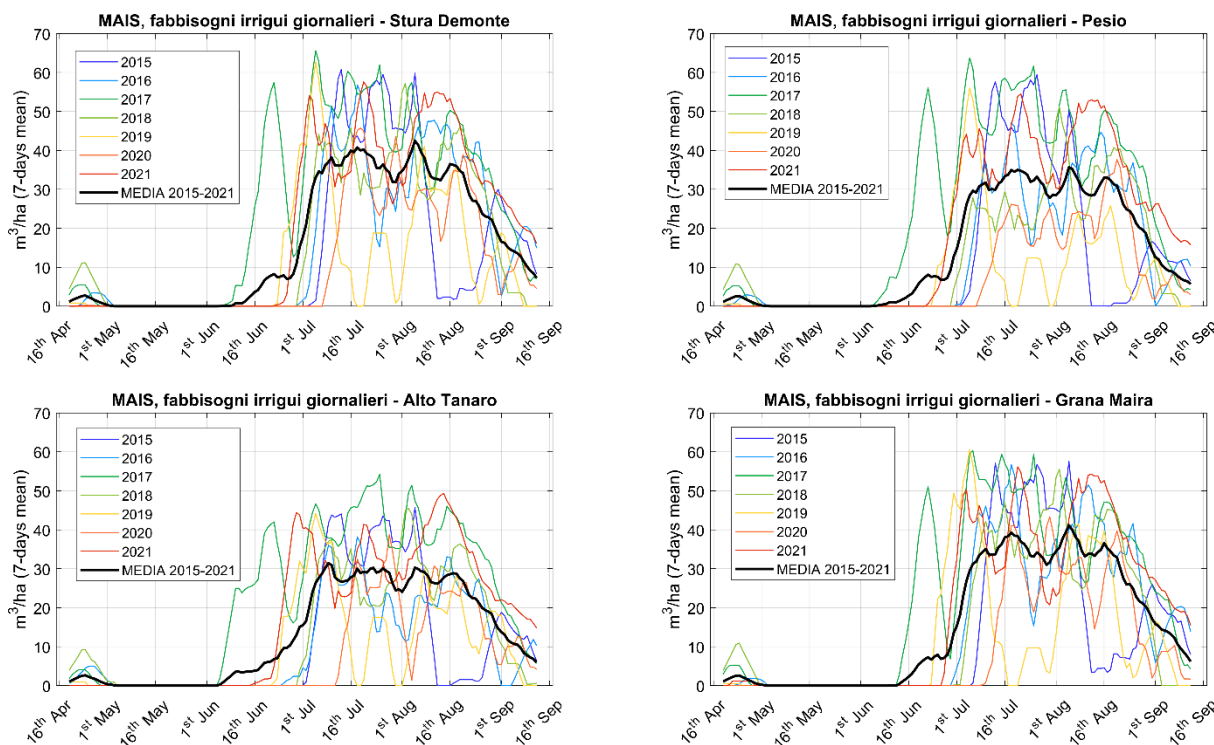 MAIS, fabbisogni irrigui giornalieri - Stura Demonte
m³/ha (7-days mean)
70
60
50
40
30
20
10
0
2015
2016
2017
2018
2019
2020
2021
MEDIA 2015-2021
16th Apr
1st May
16th May
1st Jun
16th Jun
1st Jul
16th Jul
1st Aug
16th Aug
1st Sep
16th Sep
MAIS, fabbisogni irrigui giornalieri - Pesio
m³/ha (7-days mean)
70
60
50
40
30
20
10
0
2015
2016
2017
2018
2019
2020
2021
MEDIA 2015-2021
16th Apr
1st May
16th May
1st Jun
16th Jun
1st Jul
16th Jul
1st Aug
16th Aug
1st Sep
16th Sep
MAIS, fabbisogni irrigui giornalieri - Alto Tanaro
m³/ha (7-days mean)
70
60
50
40
30
20
10
0
2015
2016
2017
2018
2019
2020
2021
MEDIA 2015-2021
16th Apr
1st May
16th May
1st Jun
16th Jun
1st Jul
16th Jul
1st Aug
16th Aug
1st Sep
16th Sep
MAIS, fabbisogni irrigui giornalieri - Grana Maira
m³/ha (7-days mean)
70
60
50
40
30
20
10
0
2015
2016
2017
2018
2019
2020
2021
MEDIA 2015-2021
16th Apr
1st May
16th May
1st Jun
16th Jun
1st Jul
16th Jul
1st Aug
16th Aug
1st Sep
16th Sep